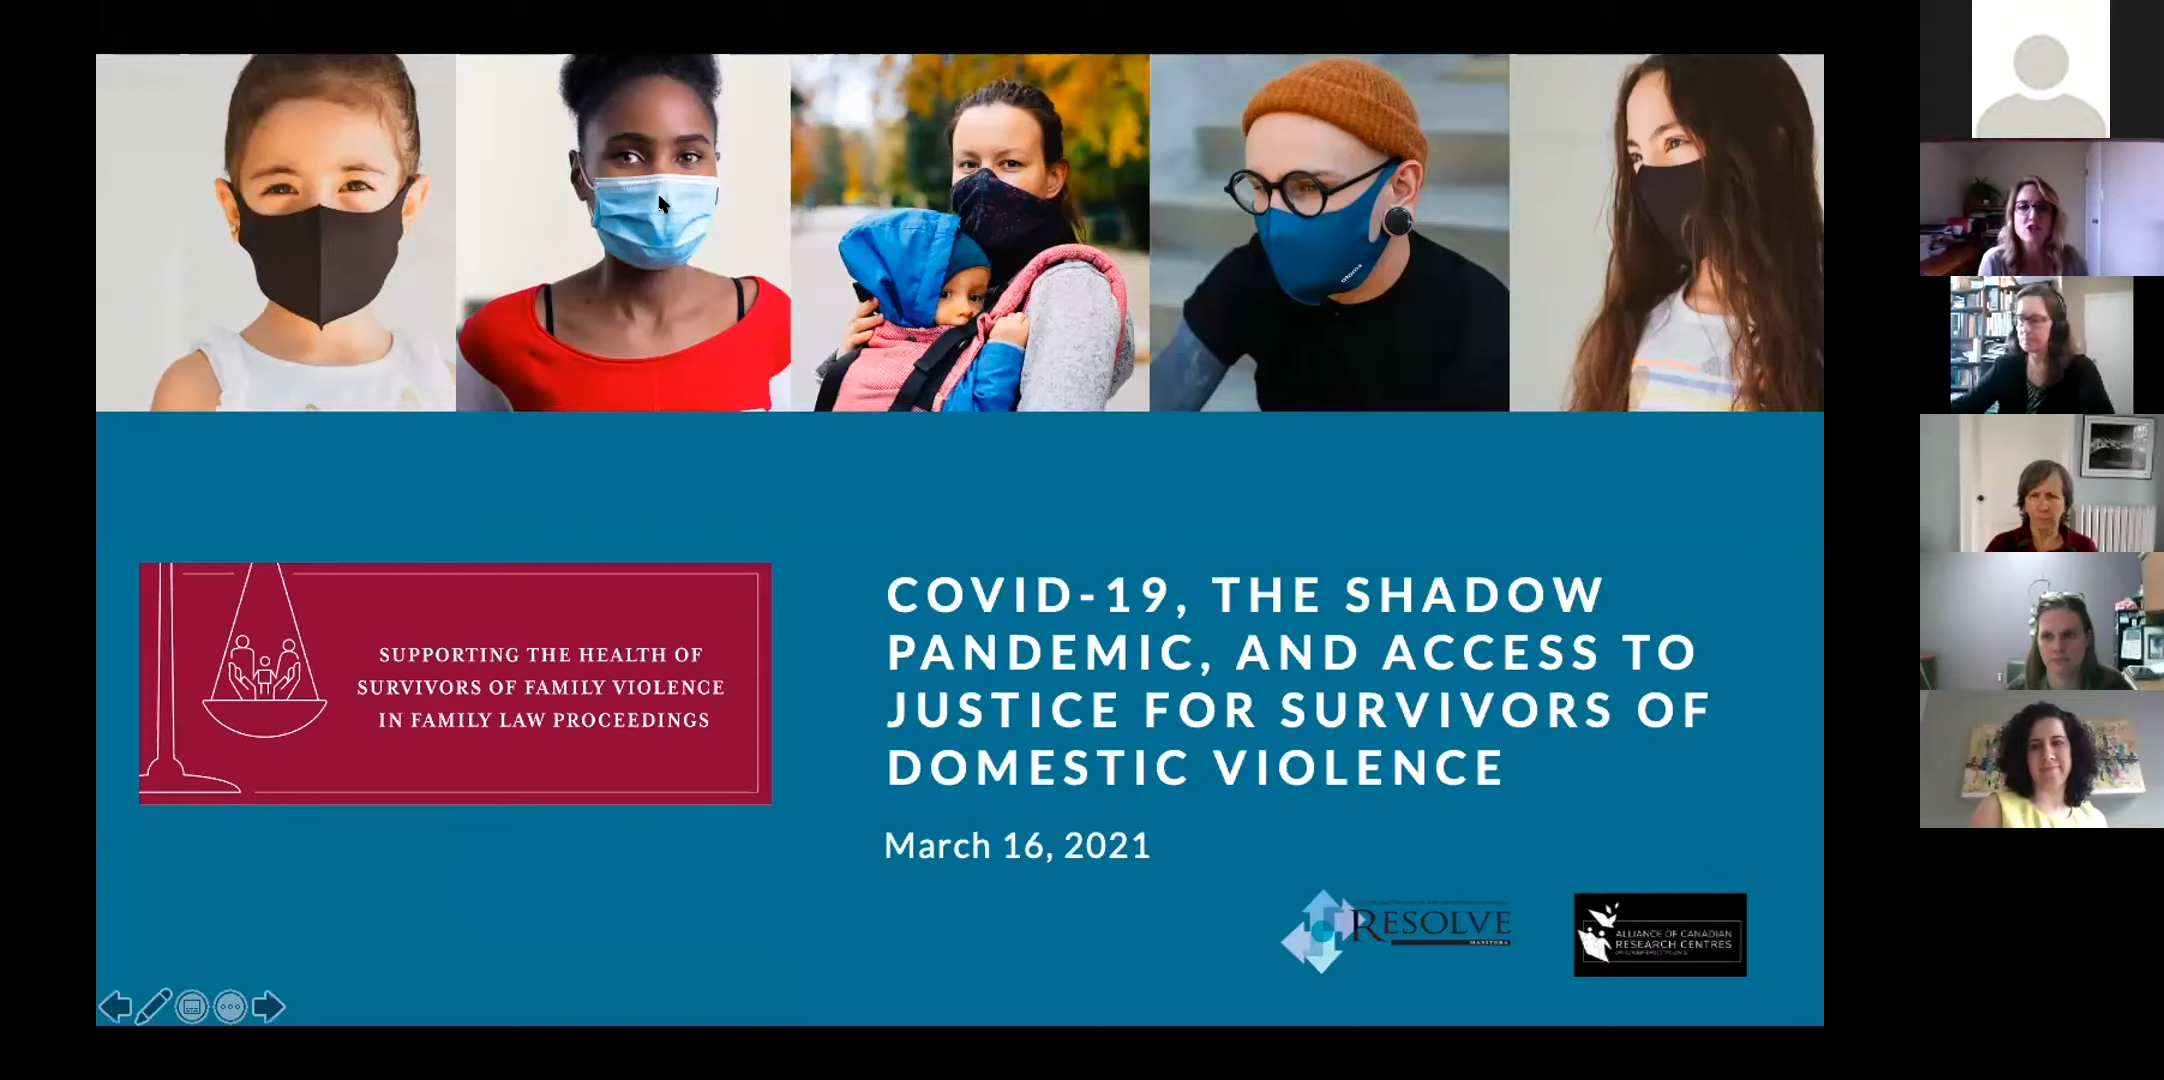 SUPPORTING THE HEALTH OF
SURVIVORS OF FAMILY VIOLENCE
IN FAMILY LAW PROCEEDINGS
COVID-19, THE SHADOW
PANDEMIC, AND ACCESS TO
JUSTICE FOR SURVIVORS OF
DOMESTIC VIOLENCE
March 16, 2021
RESOLVE
MANITOBA
ALLIANCE OF CANADIAN
RESEARCH CENTRES